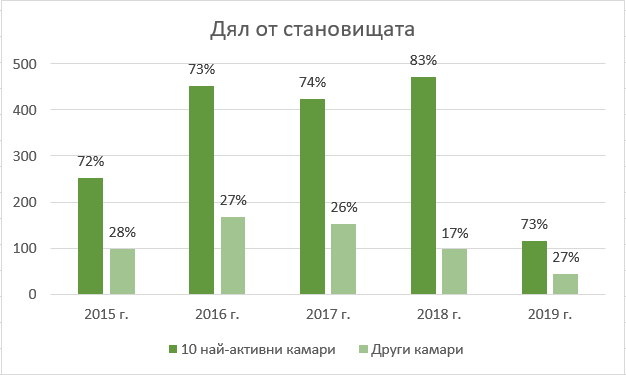 Дял от становищата
500
400
300
200
100
0
72%
28%
73%
27%
74%
26%
83%
17%
73%
27%
2015 г.
2016 г.
2017 г.
2018 г.
2019 г.
10 най-активни камари
Други камари